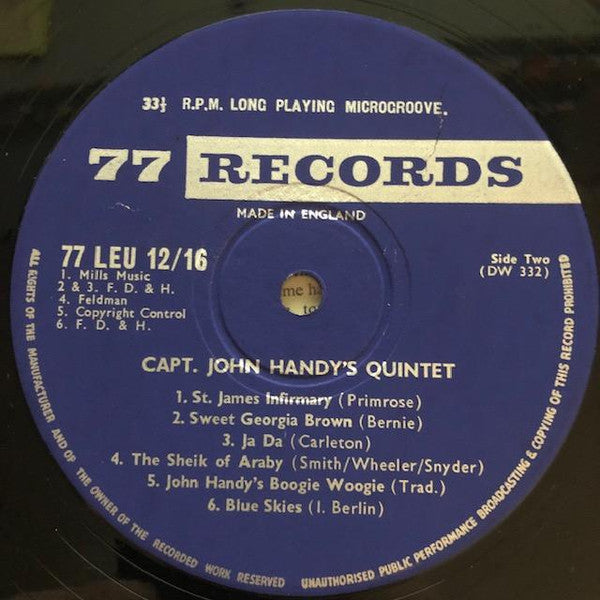 33⅓ R.P.M. LONG PLAYING MICROGROOVE.
77 RECORDS
MADE IN ENGLAND
77 LEU 12/16
1. Mills Music
2 & 3. F. D. & H.
4. Feldman
5. Copyright Control
6. F. D. & H.
Side Two
(DW 332)
me ha
to
CAPT. JOHN HANDY'S QUINTET
1. St. James Infirmary (Primrose)
2. Sweet Georgia Brown (Bernie)
3. Ja Da' (Carleton)
4. The Sheik of Araby (Smith/Wheeler/Snyder)
5. John Handy's Boogie Woogie (Trad.)
6. Blue Skies (I. Berlin)
ALL RIGHTS OF THE MANUFACTURER AND OF THE OWNER OF THE RECORDED WORK RESERVED UNAUTHORISED PUBLIC PERFORMANCE BROADCASTING & COPYING OF THIS RECORD PROHIBITED